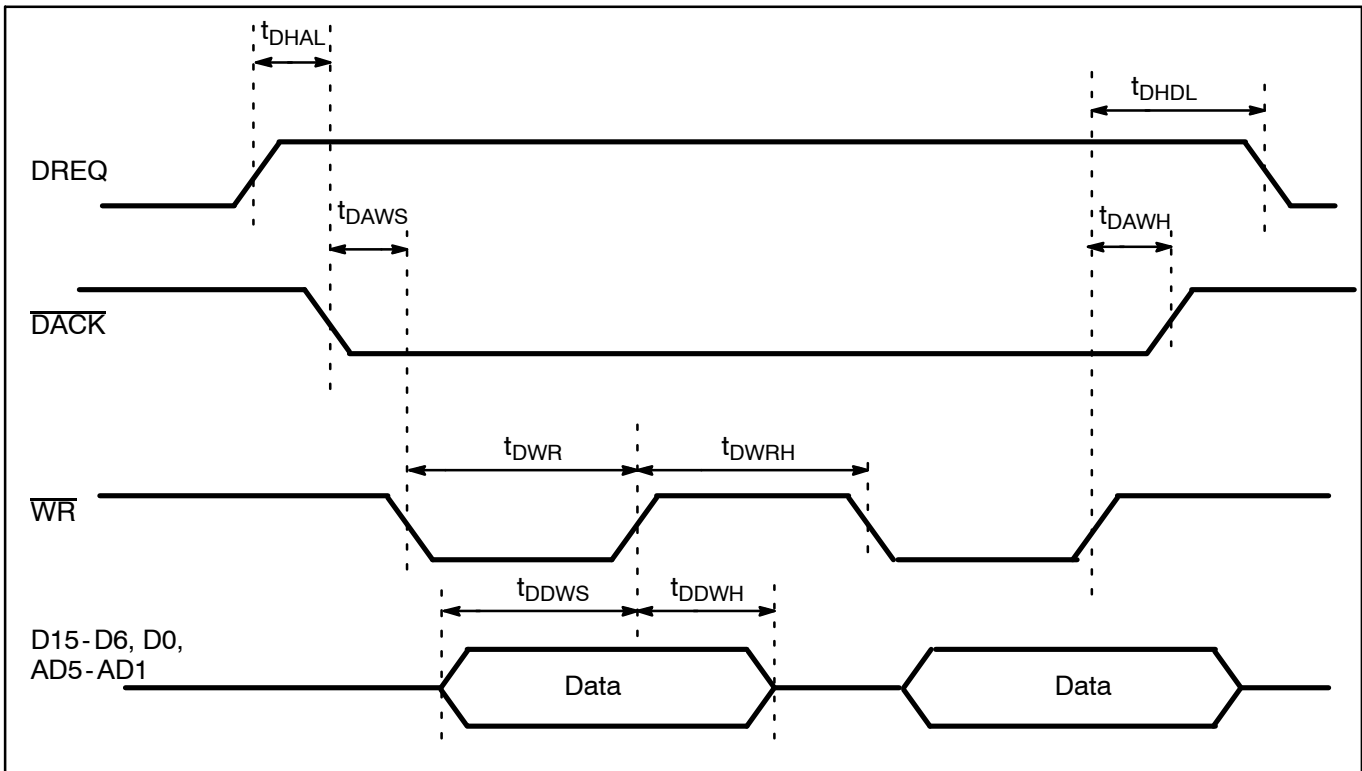 tDHAL
tDHDL
DREQ
tDAWS
tDAWH
DACK
tDWR
tDWRH
WR
tDDWS
tDDWH
D15-D6, D0,
AD5-AD1
Data
Data